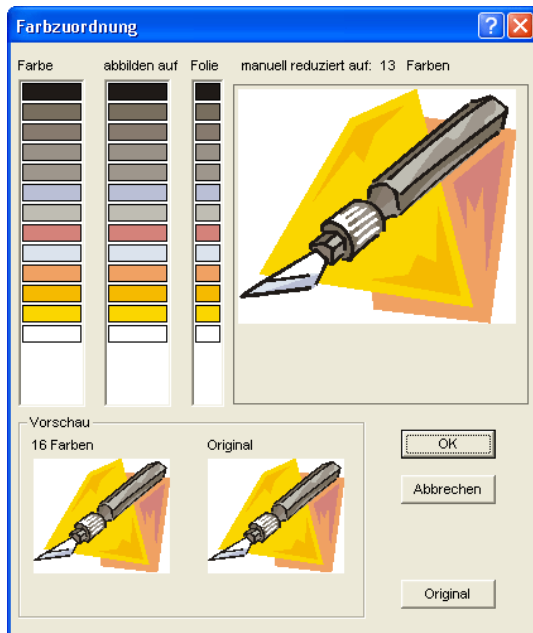 Farbzuordnung
Farbe abbilden auf Folie manuell reduziert auf: 13 Farben
Vorschau
16 Farben Original
OK
Abbrechen
Original